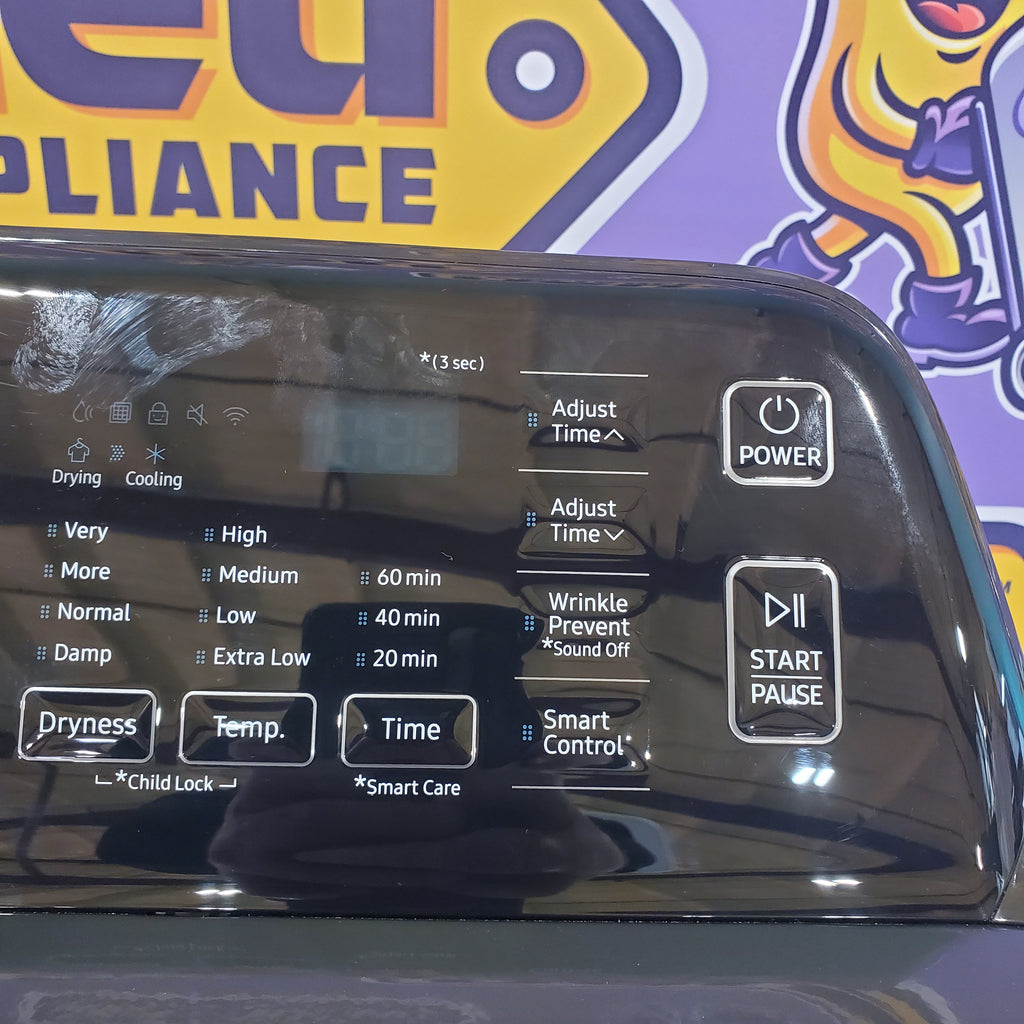 PLIANCE
*(3 sec)
Adjust
Time
POWER
Drying Cooling
Adjust
Time
Very
More
Normal
Damp
High
Medium
Low
Extra Low
60 min
40 min
20 min
Wrinkle
Prevent
*Sound Off
START
PAUSE
Dryness
Temp.
Time
Smart
Control
*Child Lock
*Smart Care